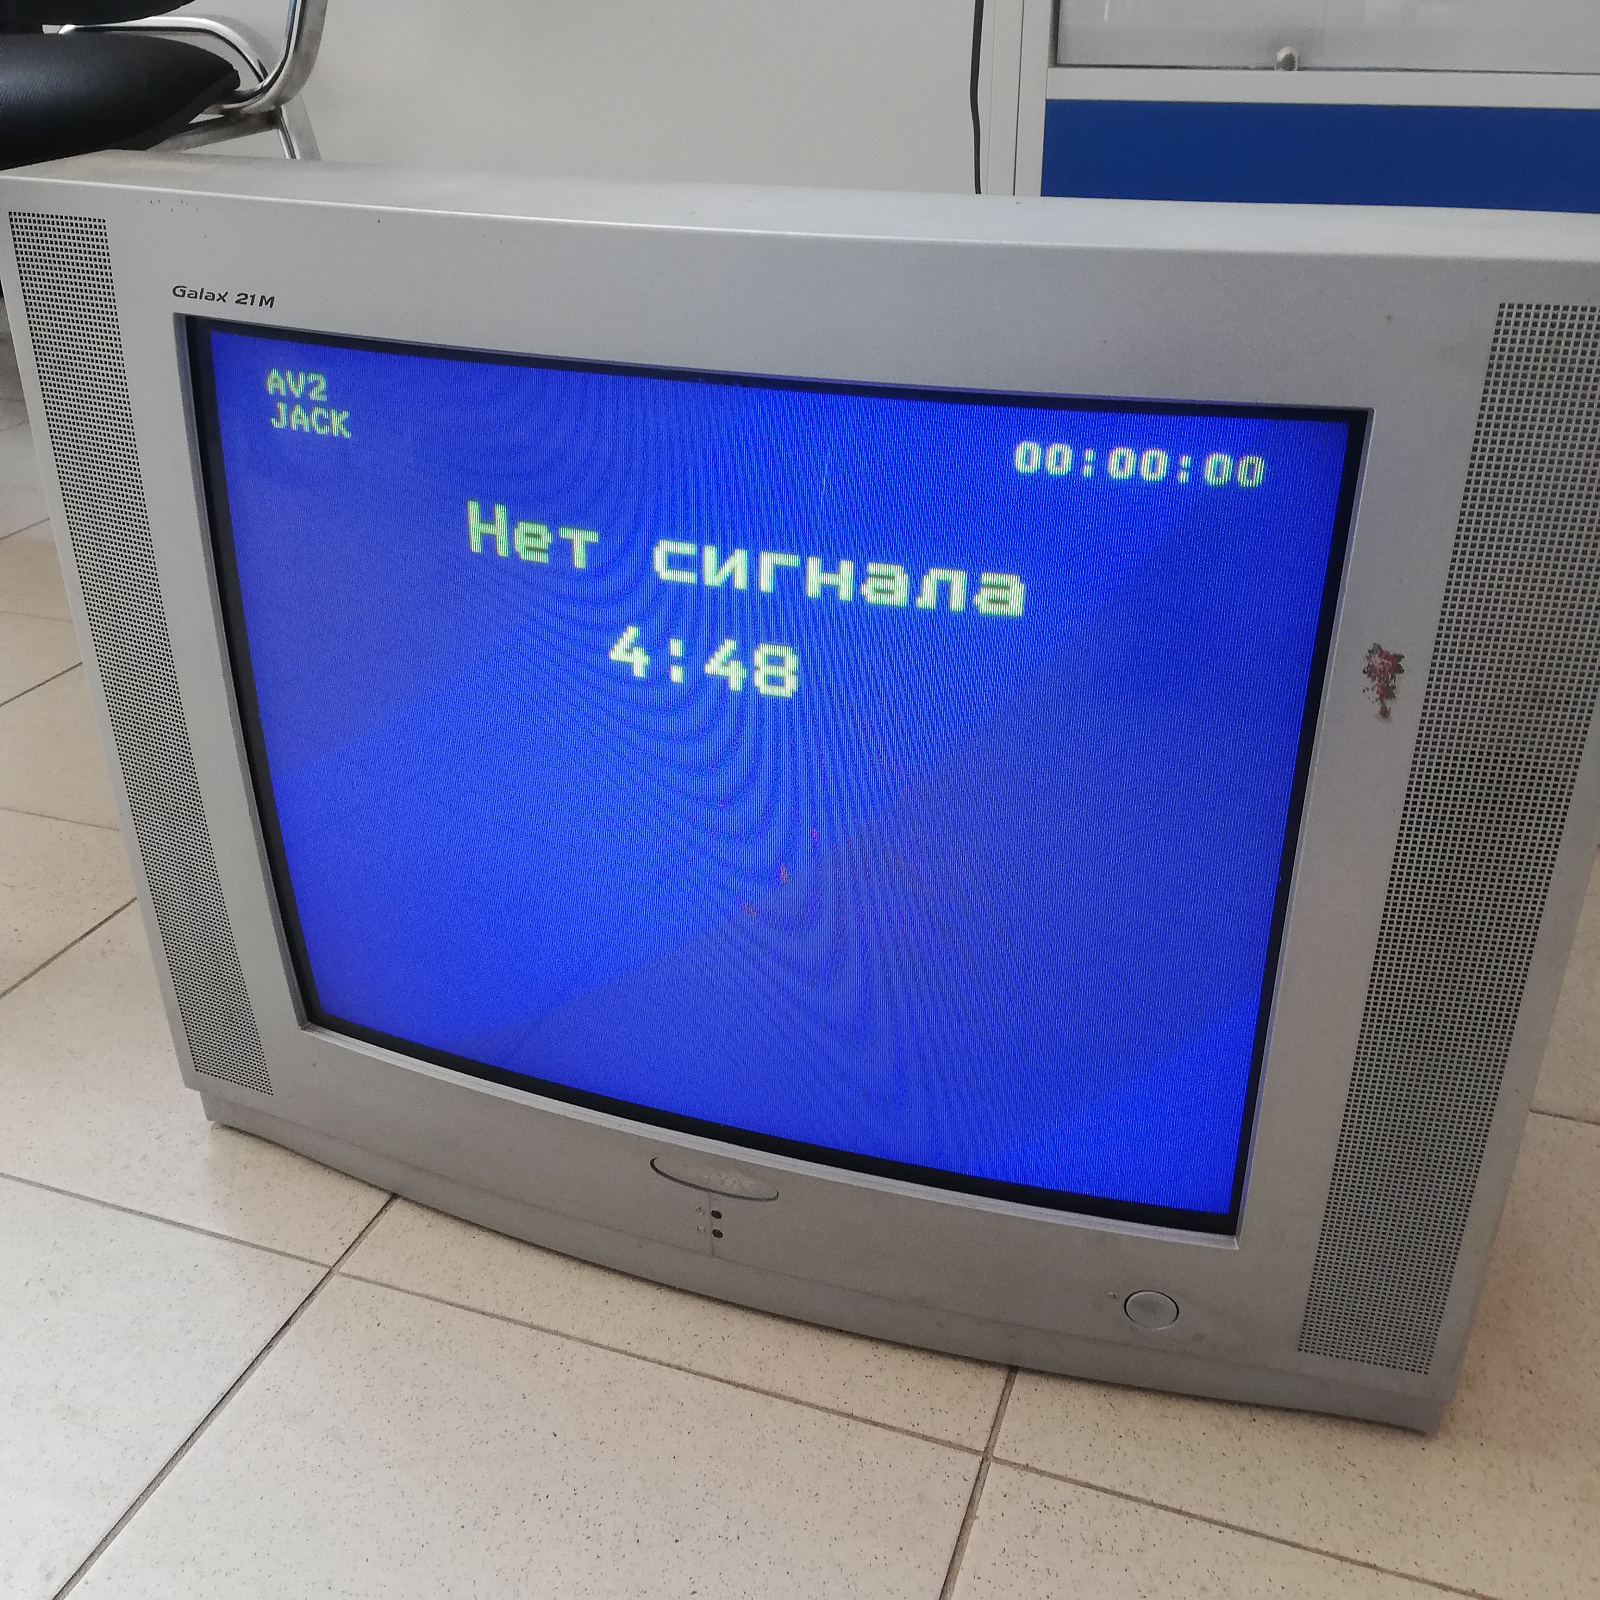 Galax 21M
AV2
JACK
00:00:00
Нет сигнала
4:48